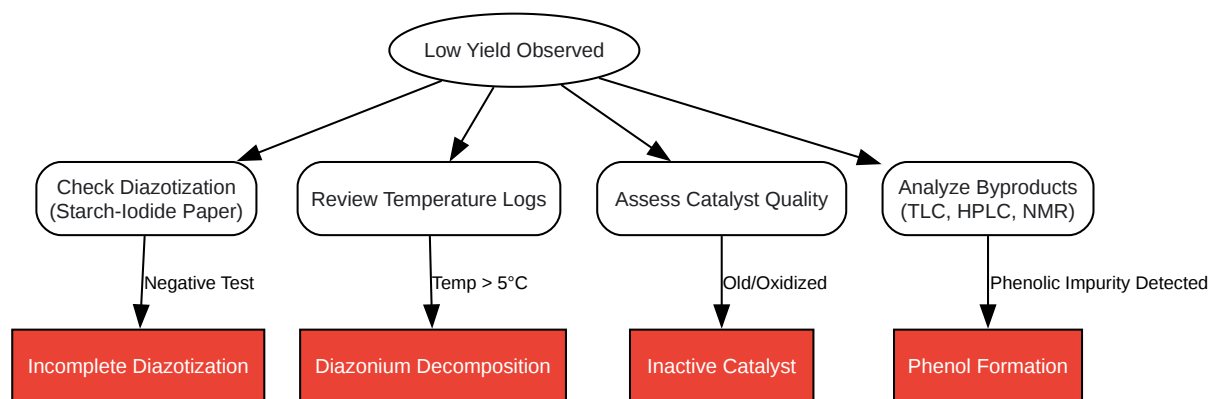 Low Yield Observed
Check Diazotization
(Starch-Iodide Paper)
Review Temperature Logs
Assess Catalyst Quality
Analyze Byproducts
(TLC, HPLC, NMR)
Negative Test
Temp > 5°C
Old/Oxidized
Phenolic Impurity Detected
Incomplete Diazotization
Diazonium Decomposition
Inactive Catalyst
Phenol Formation